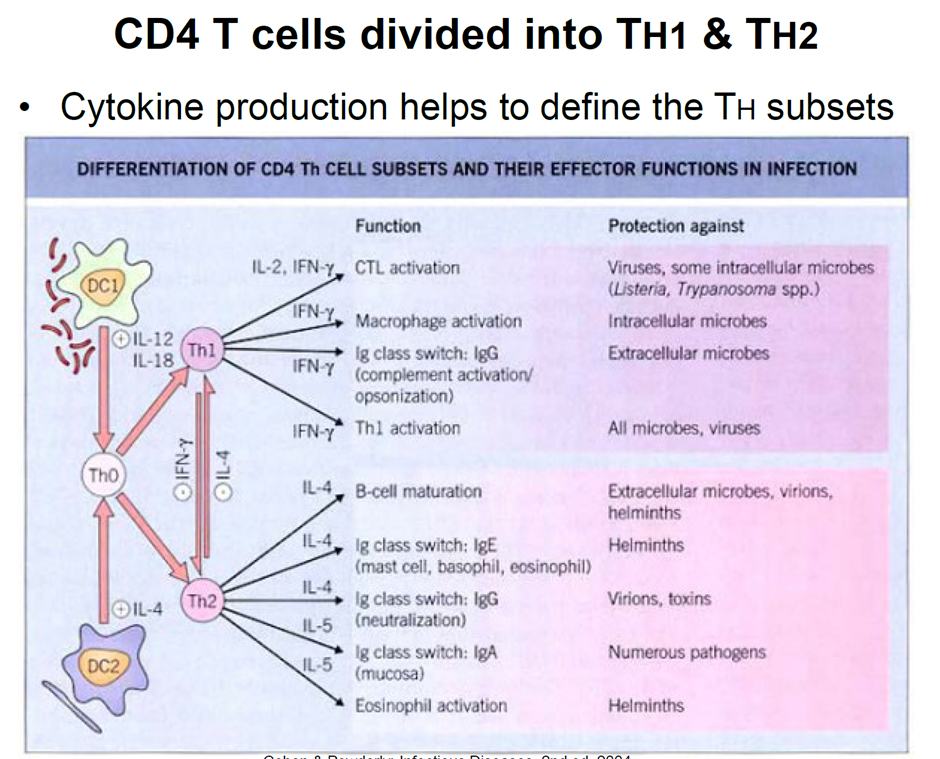 CD4 T cells divided into TH1 & TH2
• Cytokine production helps to define the TH subsets
DIFFERENTIATION OF CD4 Th CELL SUBSETS AND THEIR EFFECTOR FUNCTIONS IN INFECTION
Function
Protection against
DC1
+ IL-12
IL-18
Th1
Th0
- IFN-γ
IL-4 -
Th2
+ IL-4
DC2
IL-2, IFN-γ CTL activation
Viruses, some intracellular microbes
(Listeria, Trypanosoma spp.)
IFN-γ Macrophage activation
Intracellular microbes
IFN-γ Ig class switch: IgG
(complement activation/
opsonization)
Extracellular microbes
IFN-γ Th1 activation
All microbes, viruses
IL-4 B-cell maturation
Extracellular microbes, virions,
helminths
IL-4 Ig class switch: IgE
(mast cell, basophil, eosinophil)
Helminths
IL-4 Ig class switch: IgG
(neutralization)
Virions, toxins
IL-5 Ig class switch: IgA
(mucosa)
Numerous pathogens
IL-5 Eosinophil activation
Helminths